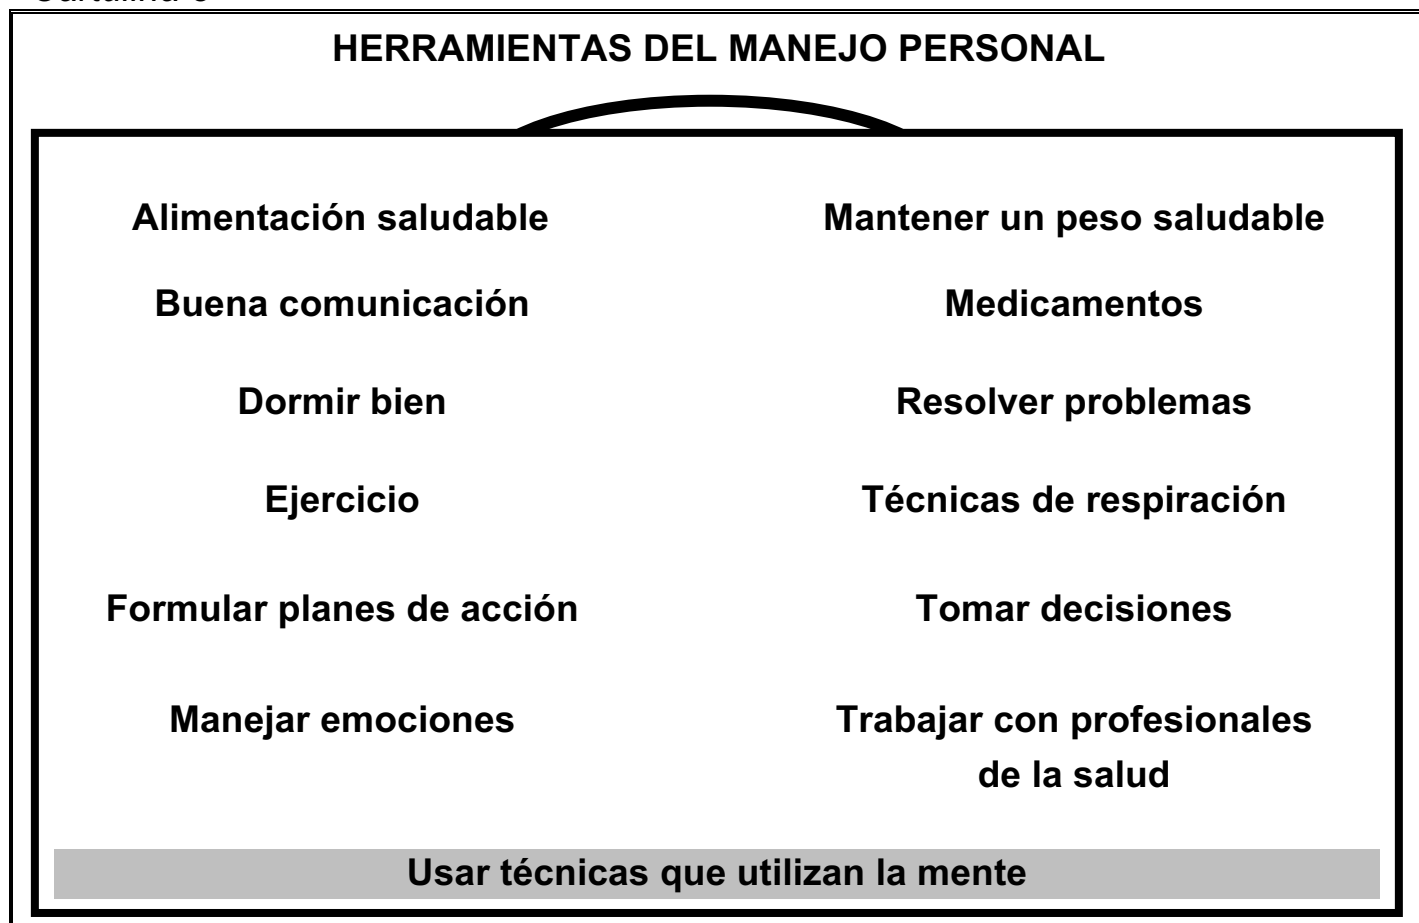 HERRAMIENTAS DEL MANEJO PERSONAL
Alimentación saludable
Mantener un peso saludable
Buena comunicación
Medicamentos
Dormir bien
Resolver problemas
Ejercicio
Técnicas de respiración
Formular planes de acción
Tomar decisiones
Manejar emociones
Trabajar con profesionales
de la salud
Usar técnicas que utilizan la mente